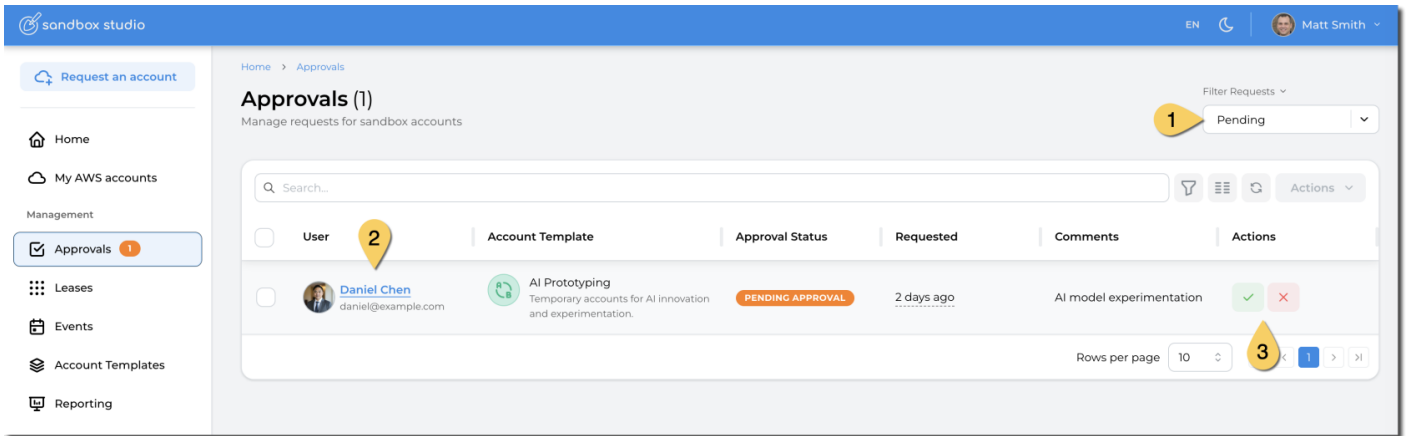 sandbox studio
EN
Matt Smith
Request an account
Home
My AWS accounts
Management
Approvals 1
Leases
Events
Account Templates
Reporting
Home > Approvals
Approvals (1)
Manage requests for sandbox accounts
Filter Requests
1
Pending
Search...
Actions
2
User Account Template Approval Status Requested Comments Actions
Daniel Chen
daniel@example.com
AI Prototyping
Temporary accounts for AI innovation
and experimentation.
PENDING APPROVAL
2 days ago
AI model experimentation
3
Rows per page 10
1